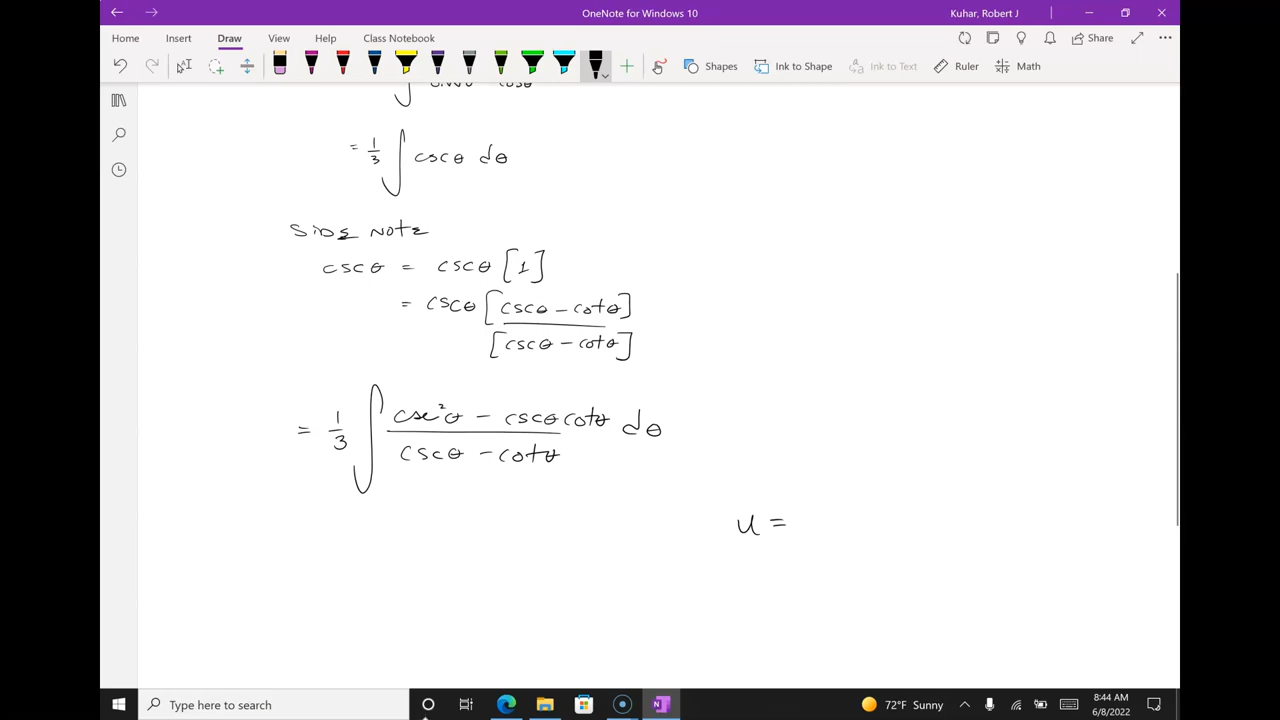 OneNote for Windows 10
Kuhar, Robert J
Home Insert Draw View Help Class Notebook
Share
Shapes Ink to Shape Ink to Text Ruler Math
= 1/3 ∫ cscθ dθ
SIDE NOTE
cscθ = cscθ [1]
= cscθ [cscθ - cotθ]
[cscθ - cotθ]
= 1/3 ∫ csc²θ - cscθcotθ dθ
cscθ - cotθ
u =
Type here to search
72°F Sunny
8:44 AM
6/8/2022